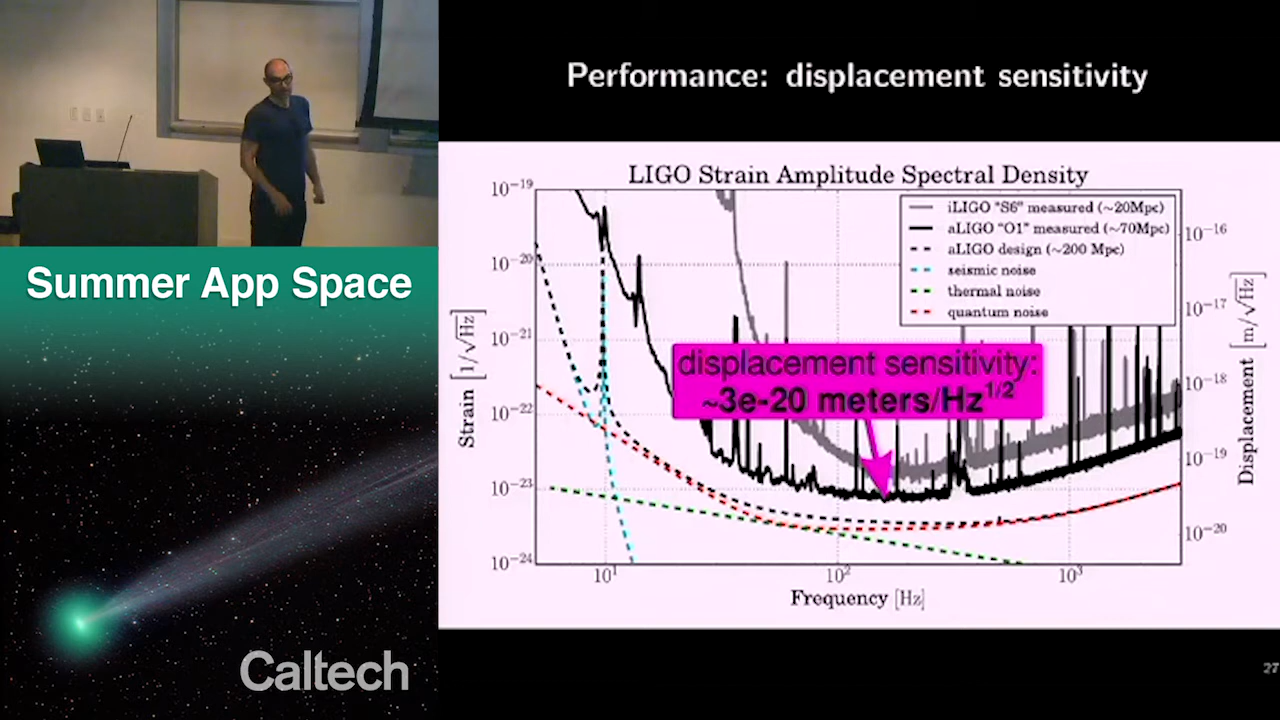 Performance: displacement sensitivity
LIGO Strain Amplitude Spectral Density
iLIGO "S6" measured (~20Mpc)
aLIGO "O1" measured (~70Mpc)
aLIGO design (~200 Mpc)
seismic noise
thermal noise
quantum noise
displacement sensitivity:
~3e-20 meters/Hz^1/2
Strain [1/√Hz]
10^-19
10^-20
10^-21
10^-22
10^-23
10^-24
10^-16
10^-17
10^-18
10^-19
10^-20
Displacement [m/√Hz]
10^1
10^2
10^3
Frequency [Hz]
27
Summer App Space
Caltech